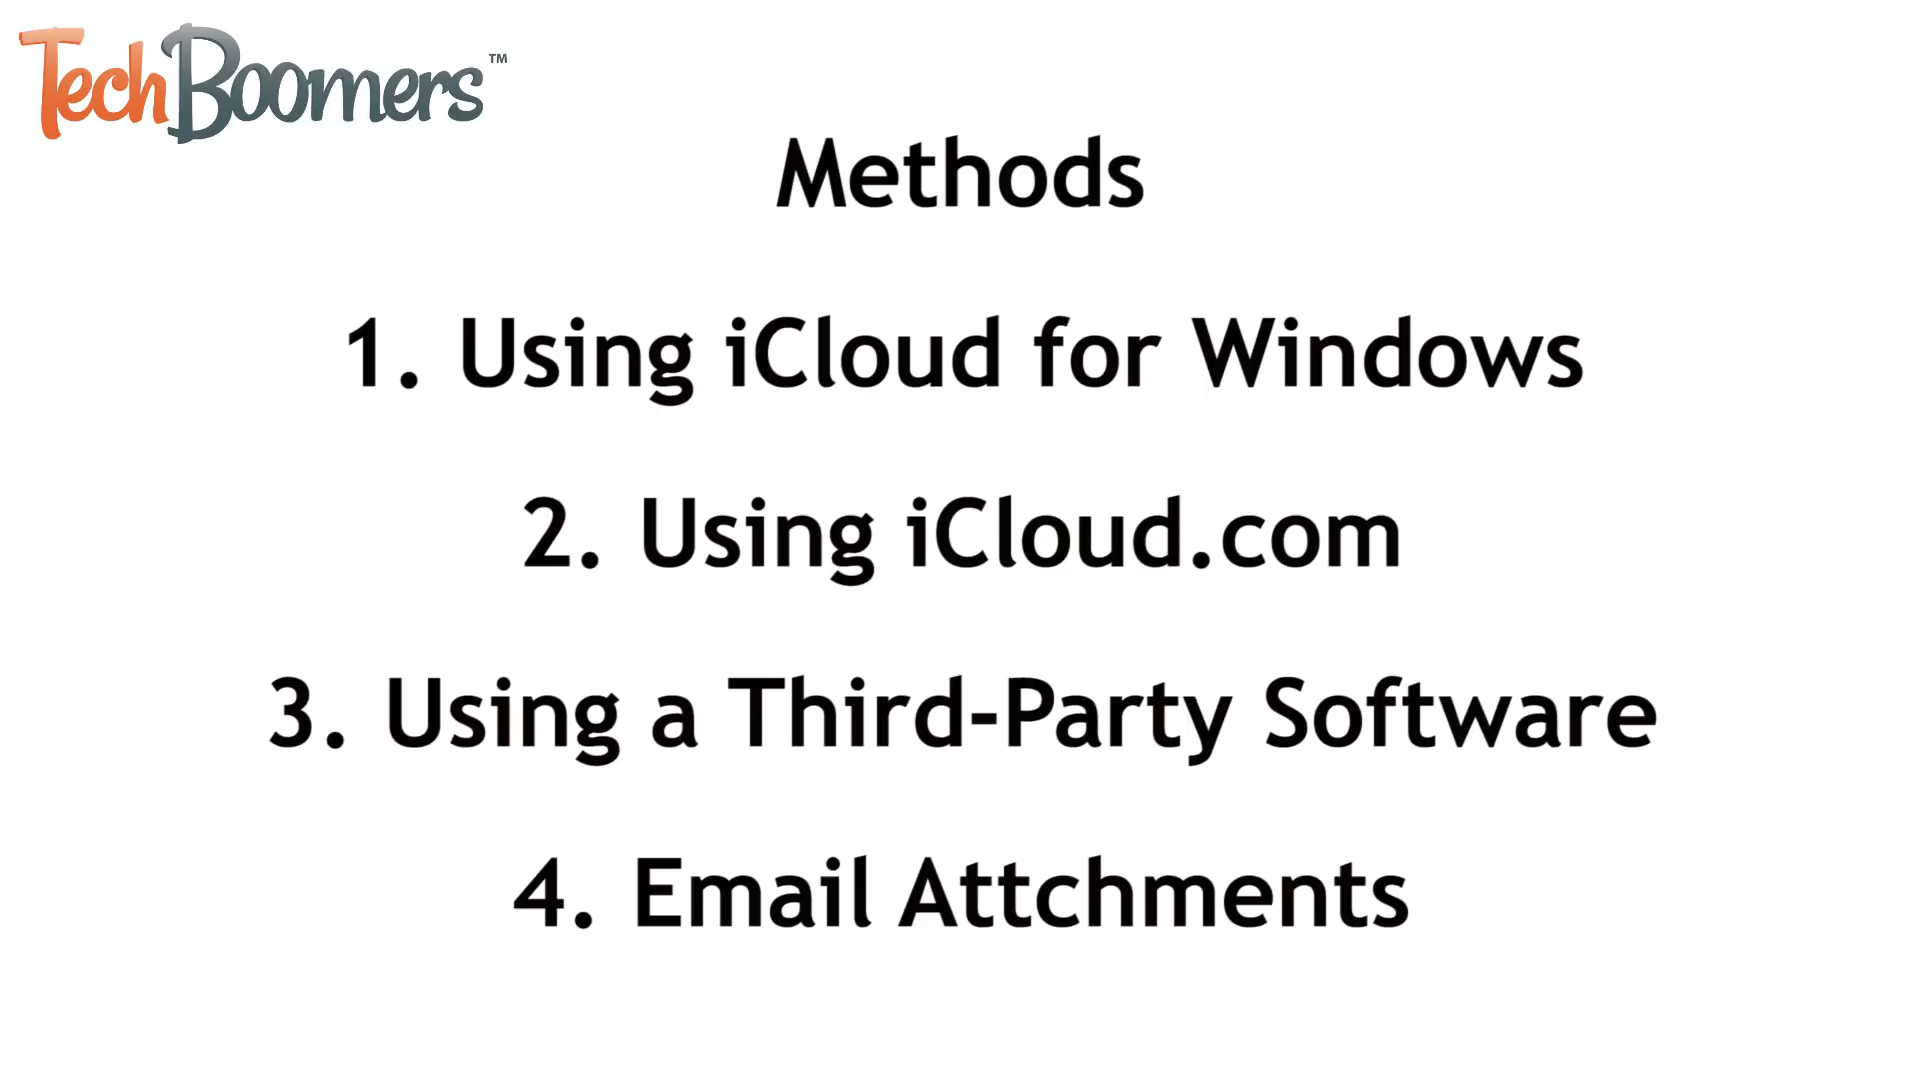 TechBoomers™
Methods
1. Using iCloud for Windows
2. Using iCloud.com
3. Using a Third-Party Software
4. Email Attchments